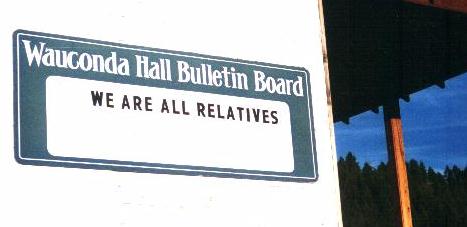 Wauconda Hall Bulletin Board
WE ARE ALL RELATIVES